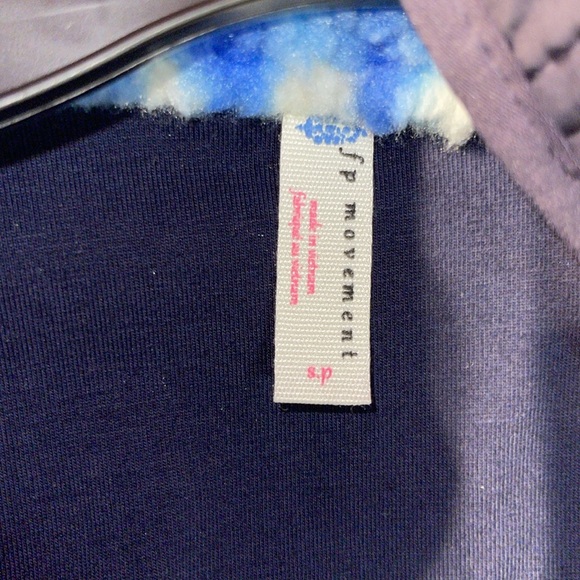 fp movement
made in vietnam
fabriqué au vietnam
s/p